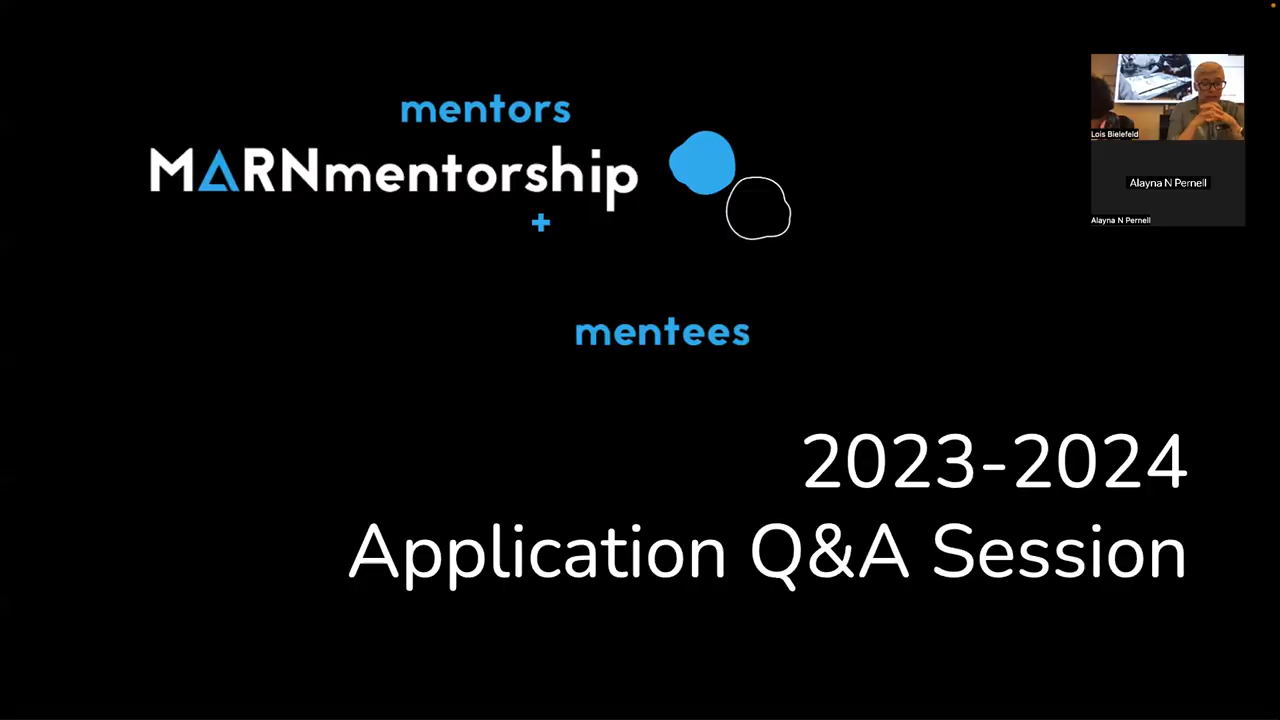 mentors
MARNmentorship
+
mentees
2023-2024
Application Q&A Session
Lois Bielefeld
Alayna N Pernell
Alayna N Pernell